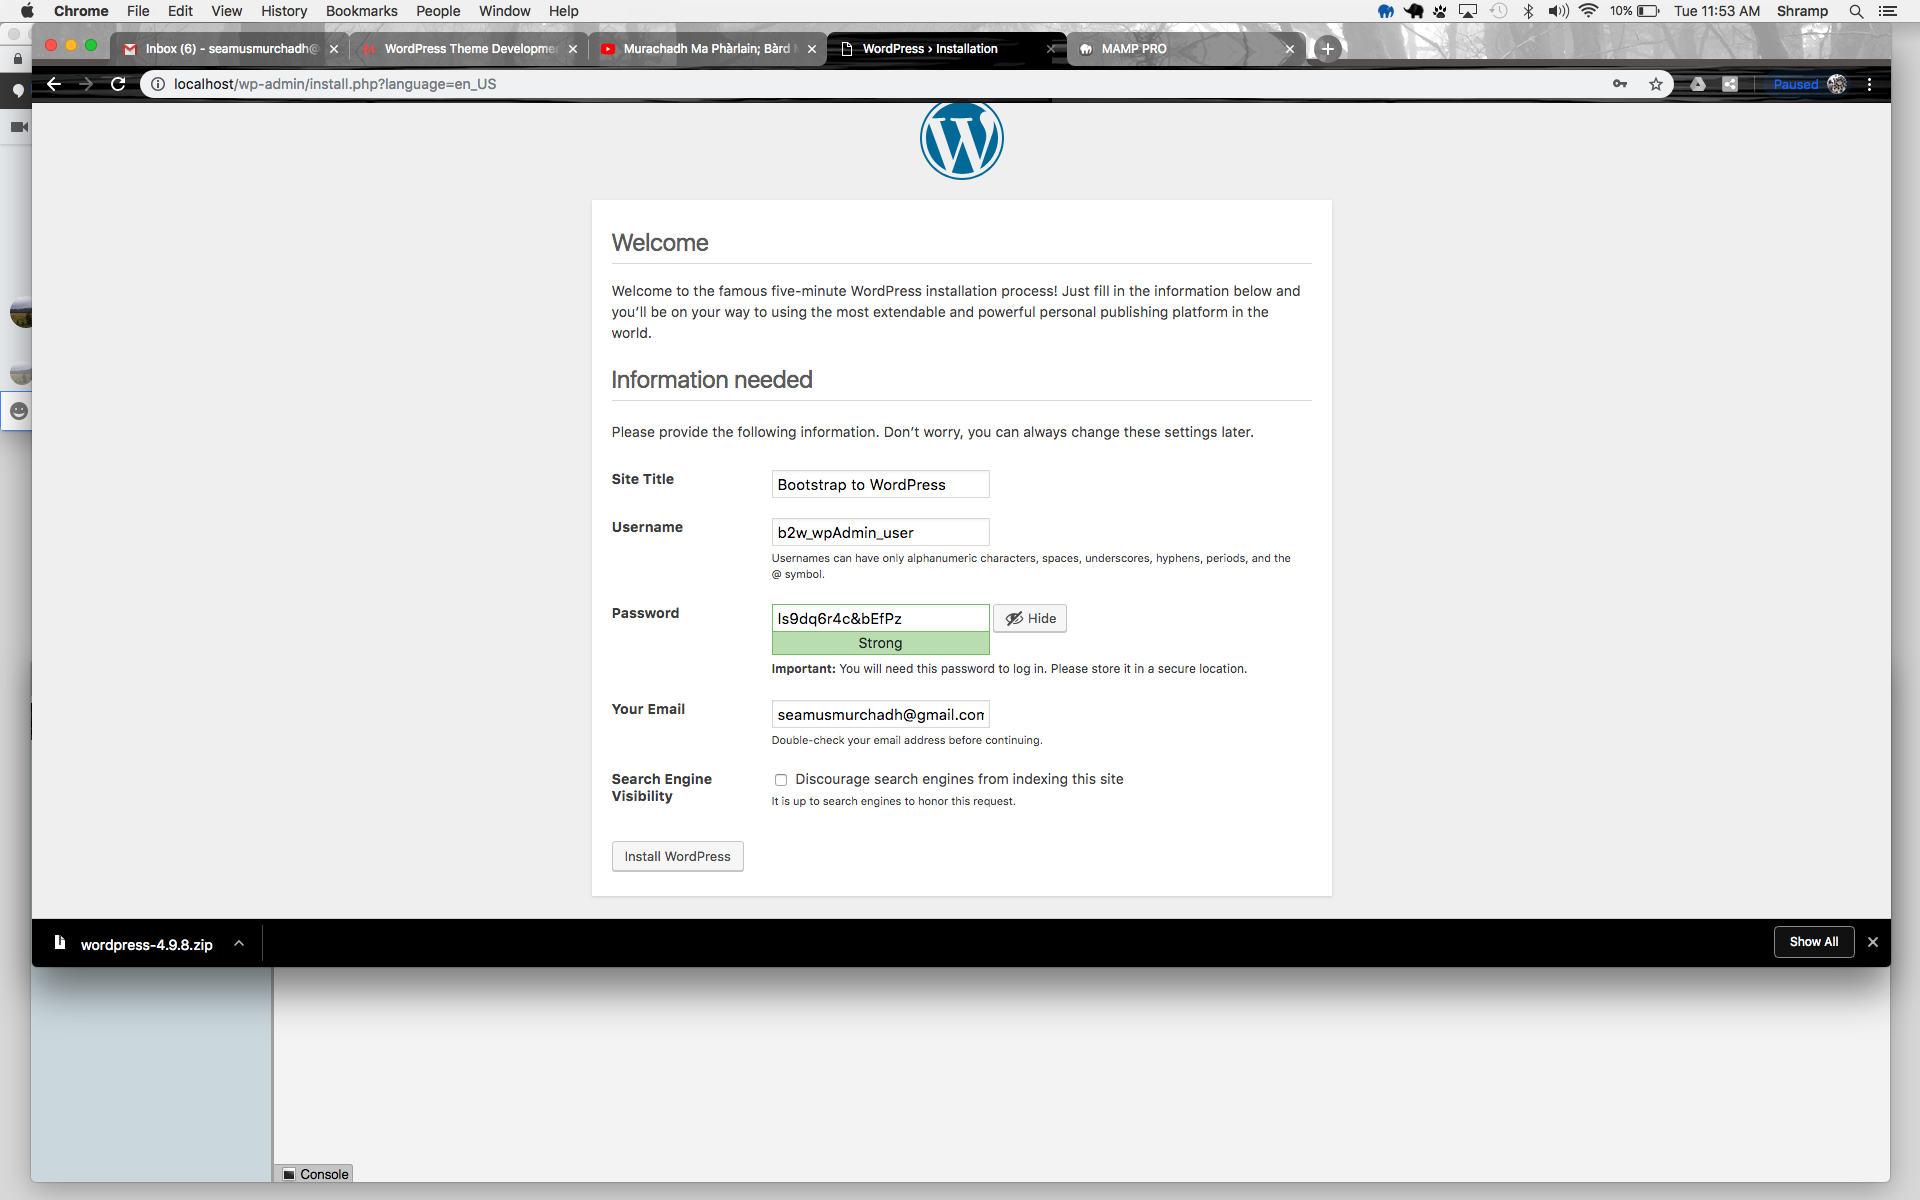 Chrome File Edit View History Bookmarks People Window Help 10% Tue 11:53 AM Shramp
Inbox (6) - seamusmurchadh@ WordPress Theme Developme Murachadh Ma Phàrlain; Bàrd WordPress › Installation MAMP PRO
localhost/wp-admin/install.php?language=en_US Paused
Welcome
Welcome to the famous five-minute WordPress installation process! Just fill in the information below and
you’ll be on your way to using the most extendable and powerful personal publishing platform in the
world.
Information needed
Please provide the following information. Don’t worry, you can always change these settings later.
Site Title Bootstrap to WordPress
Username b2w_wpAdmin_user
Usernames can have only alphanumeric characters, spaces, underscores, hyphens, periods, and the
@ symbol.
Password Is9dq6r4c&bEfPz Hide
Strong
Important: You will need this password to log in. Please store it in a secure location.
Your Email seamusmurchadh@gmail.com
Double-check your email address before continuing.
Search Engine
Visibility
Discourage search engines from indexing this site
It is up to search engines to honor this request.
Install WordPress
wordpress-4.9.8.zip Show All
Console